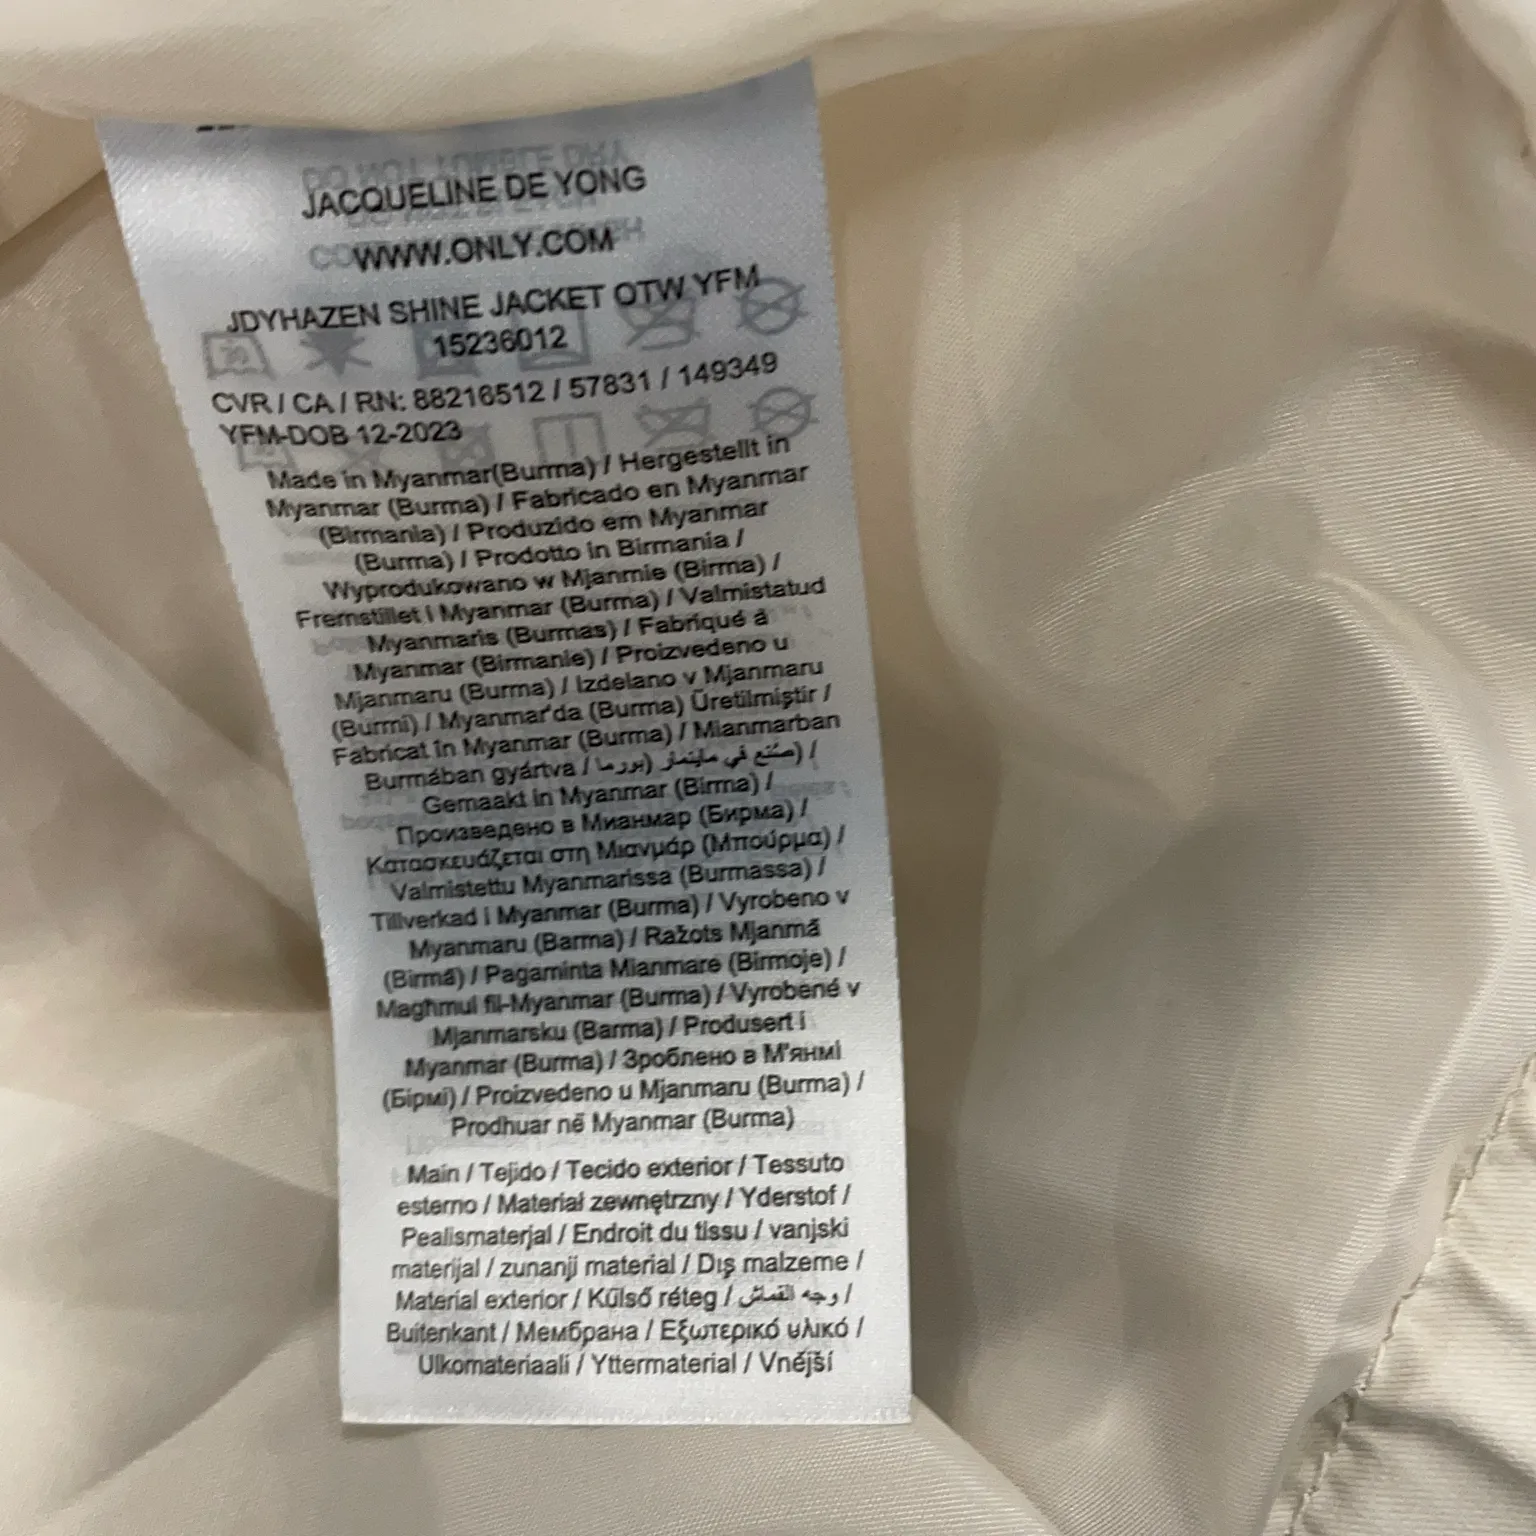 JACQUELINE DE YONG
WWW.ONLY.COM
JDYHAZEN SHINE JACKET OTW YFM
15236012
CVR / CA / RN: 88216512 / 57831 / 149349
YFM-DOB 12-2023
Made in Myanmar(Burma) / Hergestellt in
Myanmar (Burma) / Fabricado en Myanmar
(Birmania) / Produzido em Myanmar
(Burma) / Prodotto in Birmania /
Wyprodukowano w Mjanmie (Birma) /
Fremstillet i Myanmar (Burma) / Valmistatud
Myanmaris (Burmas) / Fabriqué à
Myanmar (Birmanie) / Proizvedeno u
Mjanmaru (Burma) / Izdelano v Mjanmaru
(Burmi) / Myanmar'da (Burma) Üretilmiştir /
Fabricat în Myanmar (Burma) / Mianmarban
Burmában gyártva / صُنع في ماينمار (بورما) /
Gemaakt in Myanmar (Birma) /
Произведено в Мианмар (Бирма) /
Κατασκευάζεται στη Μιανμάρ (Μπούρμα) /
Valmistettu Myanmarissa (Burmassa) /
Tillverkad i Myanmar (Burma) / Vyrobeno v
Myanmaru (Barma) / Ražots Mjanmā
(Birmā) / Pagaminta Mianmare (Birmoje) /
Magħmul fil-Myanmar (Burma) / Vyrobené v
Mjanmarsku (Barma) / Produsert i
Myanmar (Burma) / Зроблено в М'янмі
(Бірмі) / Proizvedeno u Mjanmaru (Burma) /
Prodhuar në Myanmar (Burma)
Main / Tejido / Tecido exterior / Tessuto
esterno / Materiał zewnętrzny / Yderstof /
Pealismaterjal / Endroit du tissu / vanjski
materijal / zunanji material / Dış malzeme /
Material exterior / Külső réteg / وجه القماش /
Buitenkant / Мембрана / Εξωτερικό υλικό /
Ulkomateriaali / Yttermaterial / Vnější